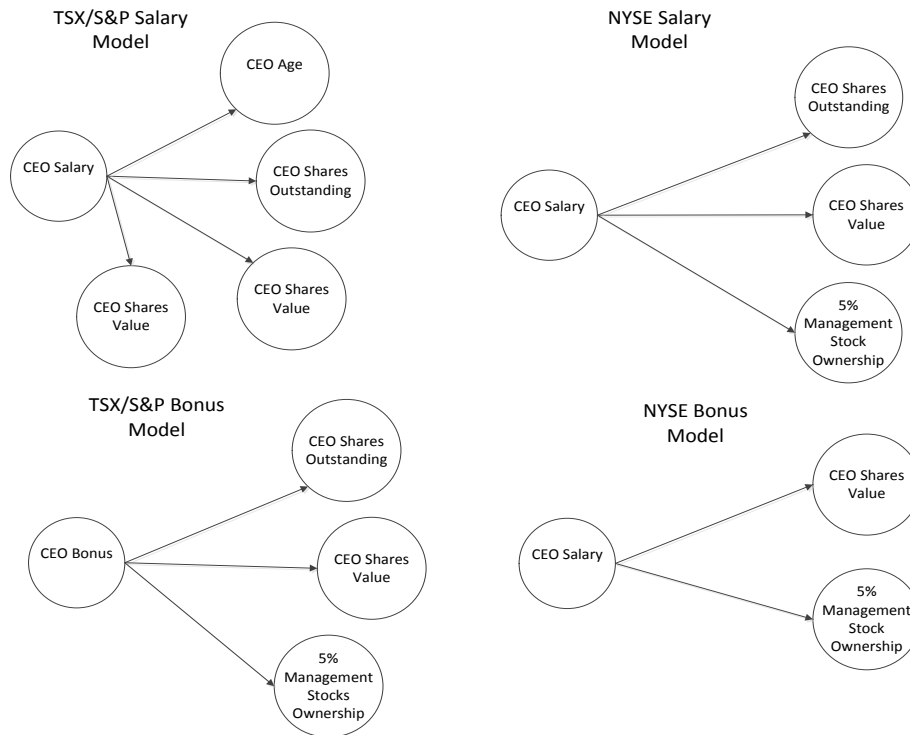 TSX/S&P Salary
Model
CEO Age
CEO Salary
CEO Shares
Outstanding
CEO Shares
Value
CEO Shares
Value
NYSE Salary
Model
CEO Shares
Outstanding
CEO Salary
CEO Shares
Value
5%
Management
Stock
Ownership
TSX/S&P Bonus
Model
CEO Shares
Outstanding
CEO Bonus
CEO Shares
Value
5%
Management
Stocks
Ownership
NYSE Bonus
Model
CEO Shares
Value
CEO Salary
5%
Management
Stock
Ownership